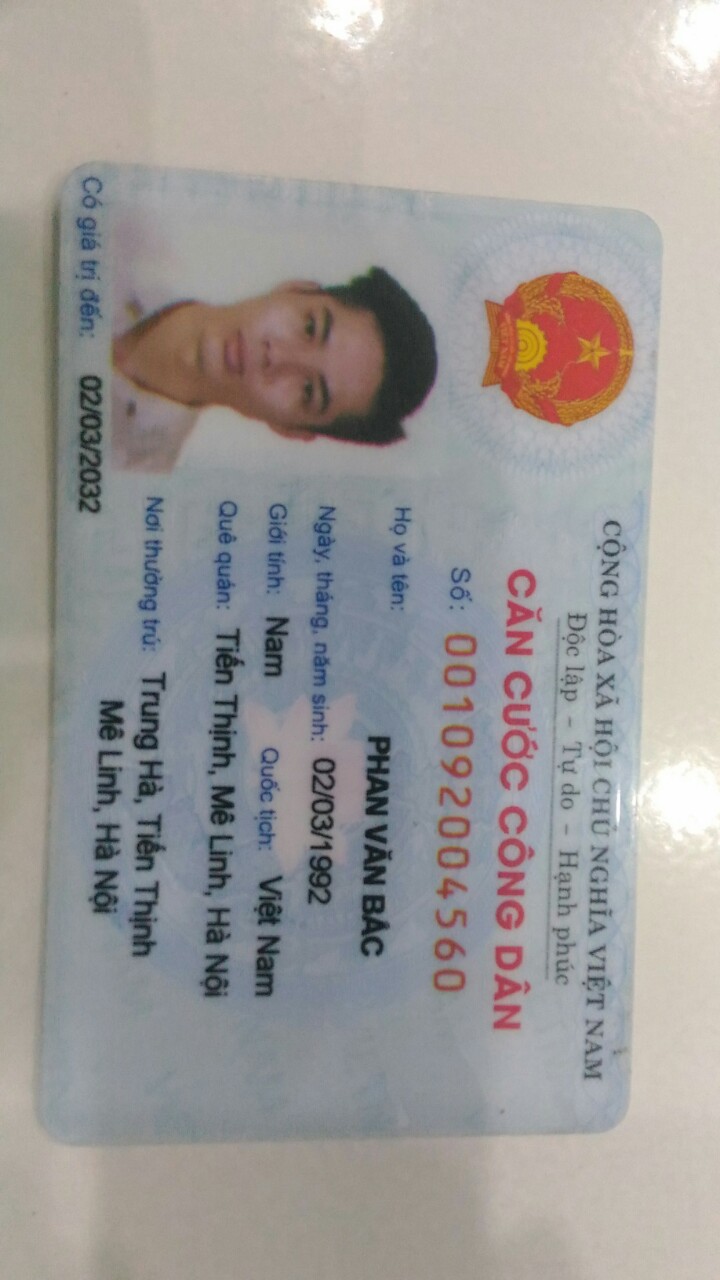 CỘNG HÒA XÃ HỘI CHỦ NGHĨA VIỆT NAM
Độc lập - Tự do - Hạnh phúc
CĂN CƯỚC CÔNG DÂN
Số: 001092004560
Họ và tên:
PHAN VĂN BẮC
Ngày, tháng, năm sinh: 02/03/1992
Giới tính: Nam Quốc tịch: Việt Nam
Quê quán: Tiến Thịnh, Mê Linh, Hà Nội
Nơi thường trú: Trung Hà, Tiến Thịnh
Mê Linh, Hà Nội
Có giá trị đến: 02/03/2032